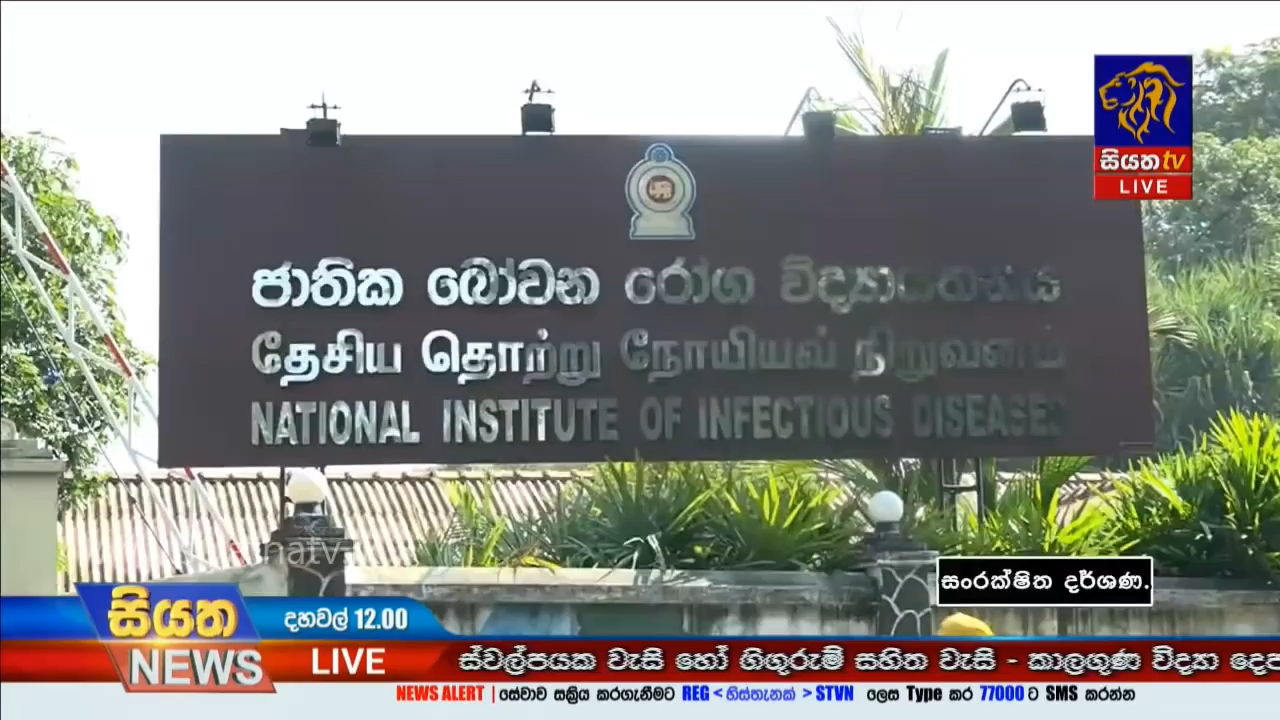 සියත tv
LIVE
ජාතික බෝවන රෝග විද්‍යායතනය
தேசிய தொற்று நோயியல் நிறுவனம்
NATIONAL INSTITUTE OF INFECTIOUS DISEASES
සංරක්ෂිත දර්ශණ.
සියත
NEWS
දහවල් 12.00
LIVE
ස්වල්පයක වැසි හෝ ගිගුරුම් සහිත වැසි - කාලගුණ විද්‍යා දෙප
NEWS ALERT | සේවාව සක්‍රිය කරගැනීමට REG < හිස්තැනක් > STVN ලෙස Type කර 77000 ට SMS කරන්න